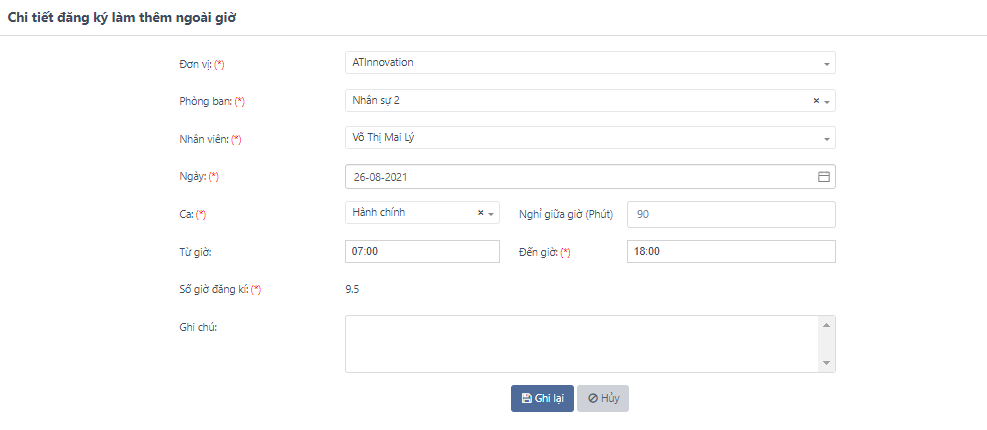 Chi tiết đăng ký làm thêm ngoài giờ
Đơn vị: (*) ATInnovation
Phòng ban: (*) Nhân sự 2 ×
Nhân viên: (*) Võ Thị Mai Lý
Ngày: (*) 26-08-2021
Ca: (*) Hành chính × Nghỉ giữa giờ (Phút) 90
Từ giờ: 07:00 Đến giờ: (*) 18:00
Số giờ đăng kí: (*) 9.5
Ghi chú:
Ghi lại Hủy